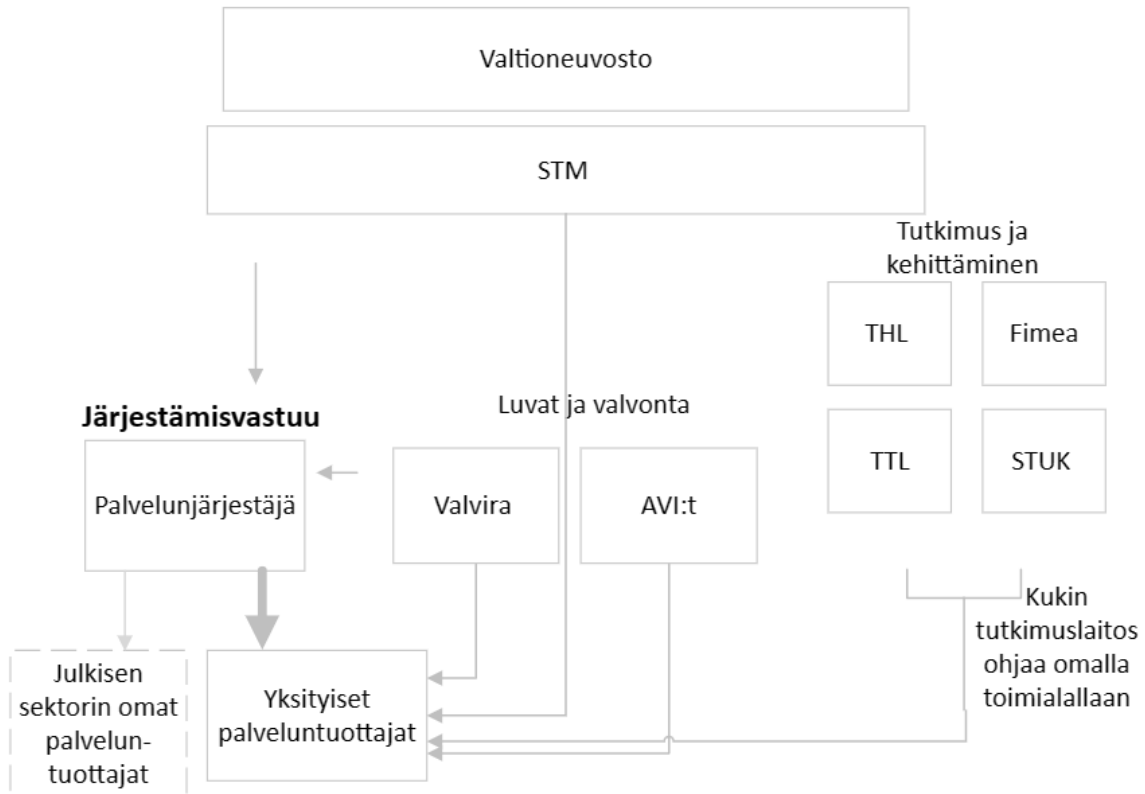 Valtioneuvosto
STM
Tutkimus ja
kehittäminen
THL
Fimea
Luvat ja valvonta
Järjestämisvastuu
TTL
STUK
Palvelunjärjestäjä
Valvira
AVI:t
Kukin
tutkimuslaitos
ohjaa omalla
toimialallaan
Julkisen
sektorin omat
palvelun-
tuottajat
Yksityiset
palveluntuottajat